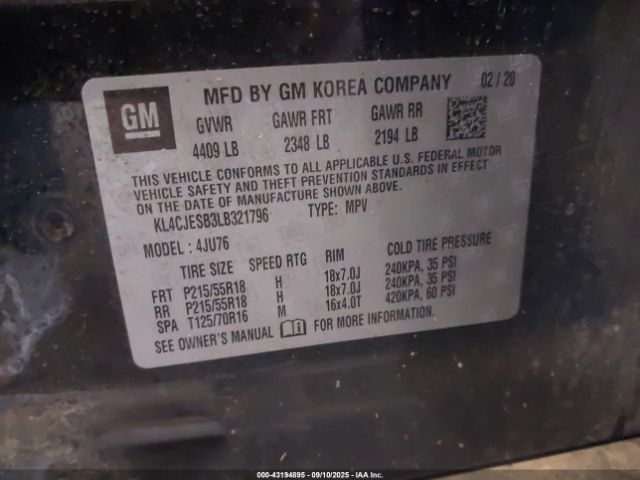 GM
MFD BY GM KOREA COMPANY 02 / 20
GVWR GAWR FRT GAWR RR
4409 LB 2348 LB 2194 LB
THIS VEHICLE CONFORMS TO ALL APPLICABLE U.S. FEDERAL MOTOR
VEHICLE SAFETY AND THEFT PREVENTION STANDARDS IN EFFECT
ON THE DATE OF MANUFACTURE SHOWN ABOVE.
KL4CJESB3LB321796 TYPE: MPV
MODEL: 4JU76
TIRE SIZE SPEED RTG RIM COLD TIRE PRESSURE
FRT P215/55R18 H 18x7.0J 240KPA, 35 PSI
RR P215/55R18 H 18x7.0J 240KPA, 35 PSI
SPA T125/70R16 M 16x4.0T 420KPA, 60 PSI
SEE OWNER'S MANUAL FOR MORE INFORMATION.
000-43194895 - 09/10/2025 - IAA Inc.